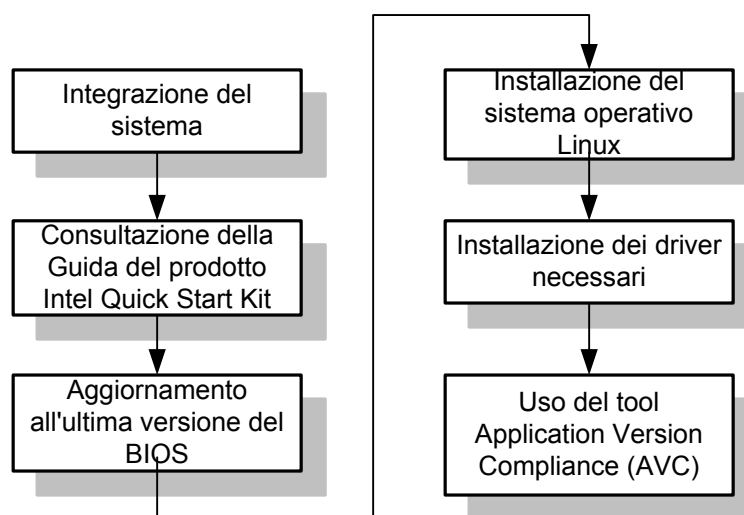 Integrazione del
sistema
Consultazione della
Guida del prodotto
Intel Quick Start Kit
Aggiornamento
all'ultima versione del
BIOS
Installazione del
sistema operativo
Linux
Installazione dei driver
necessari
Uso del tool
Application Version
Compliance (AVC)